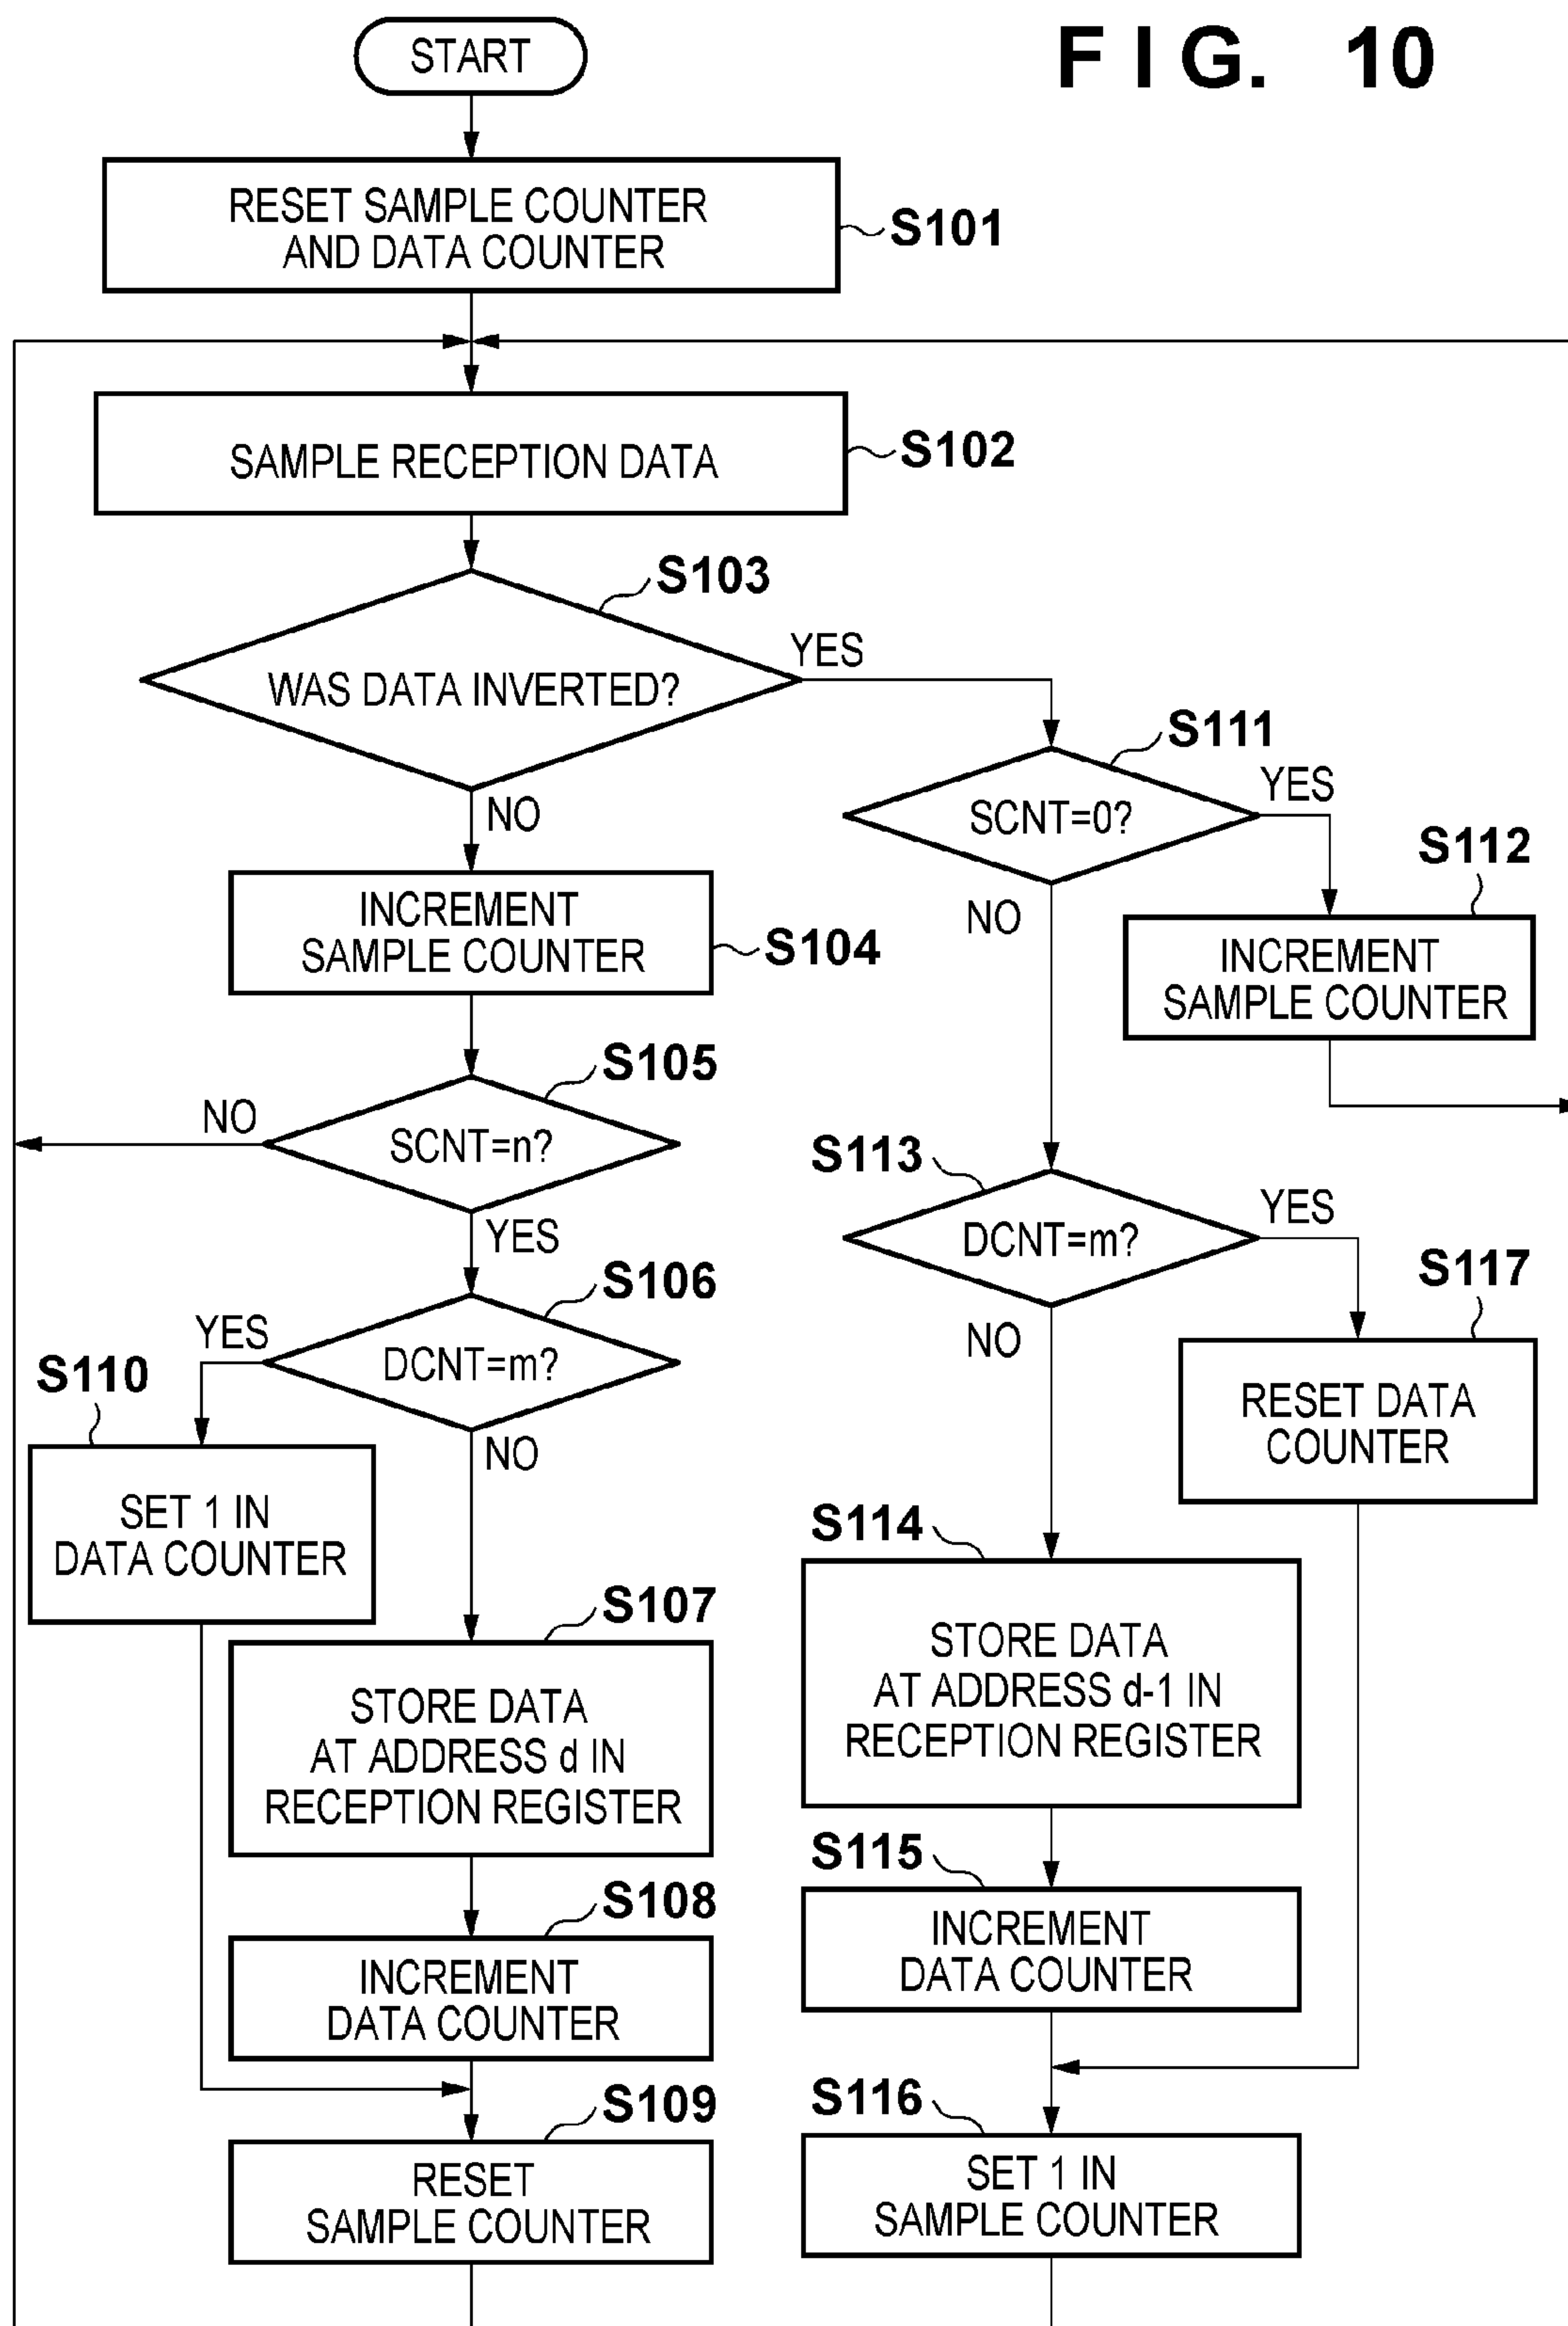 FIG. 10
START
RESET SAMPLE COUNTER
AND DATA COUNTER
S101
SAMPLE RECEPTION DATA
S102
S103
WAS DATA INVERTED?
YES
NO
S111
SCNT=0?
YES
NO
S112
INCREMENT
SAMPLE COUNTER
INCREMENT
SAMPLE COUNTER
S104
S105
NO
SCNT=n?
YES
S113
DCNT=m?
YES
NO
S117
RESET DATA
COUNTER
S106
YES
DCNT=m?
NO
S110
SET 1 IN
DATA COUNTER
S107
STORE DATA
AT ADDRESS d IN
RECEPTION REGISTER
S114
STORE DATA
AT ADDRESS d-1 IN
RECEPTION REGISTER
S108
INCREMENT
DATA COUNTER
S115
INCREMENT
DATA COUNTER
S109
RESET
SAMPLE COUNTER
S116
SET 1 IN
SAMPLE COUNTER